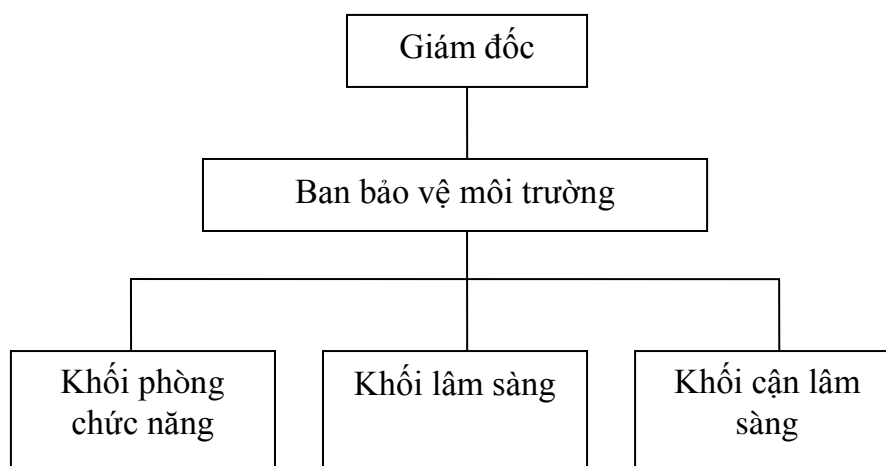 Giám đốc
Ban bảo vệ môi trường
Khối phòng
chức năng
Khối lâm sàng
Khối cận lâm
sàng